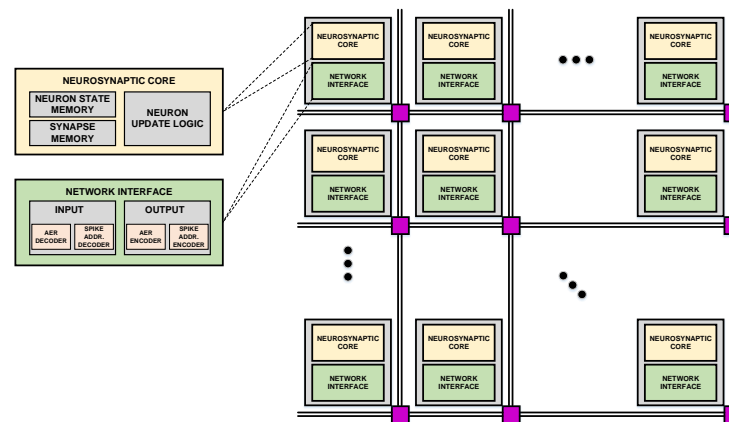 NEUROSYNAPTIC CORE
NEURON STATE
MEMORY
SYNAPSE
MEMORY
NEURON
UPDATE LOGIC
NETWORK INTERFACE
INPUT
AER
DECODER
SPIKE
ADDR.
DECODER
OUTPUT
AER
ENCODER
SPIKE
ADDR.
ENCODER
NEUROSYNAPTIC
CORE
NETWORK
INTERFACE
NEUROSYNAPTIC
CORE
NETWORK
INTERFACE
NEUROSYNAPTIC
CORE
NETWORK
INTERFACE
NEUROSYNAPTIC
CORE
NETWORK
INTERFACE
NEUROSYNAPTIC
CORE
NETWORK
INTERFACE
NEUROSYNAPTIC
CORE
NETWORK
INTERFACE
NEUROSYNAPTIC
CORE
NETWORK
INTERFACE
NEUROSYNAPTIC
CORE
NETWORK
INTERFACE
NEUROSYNAPTIC
CORE
NETWORK
INTERFACE